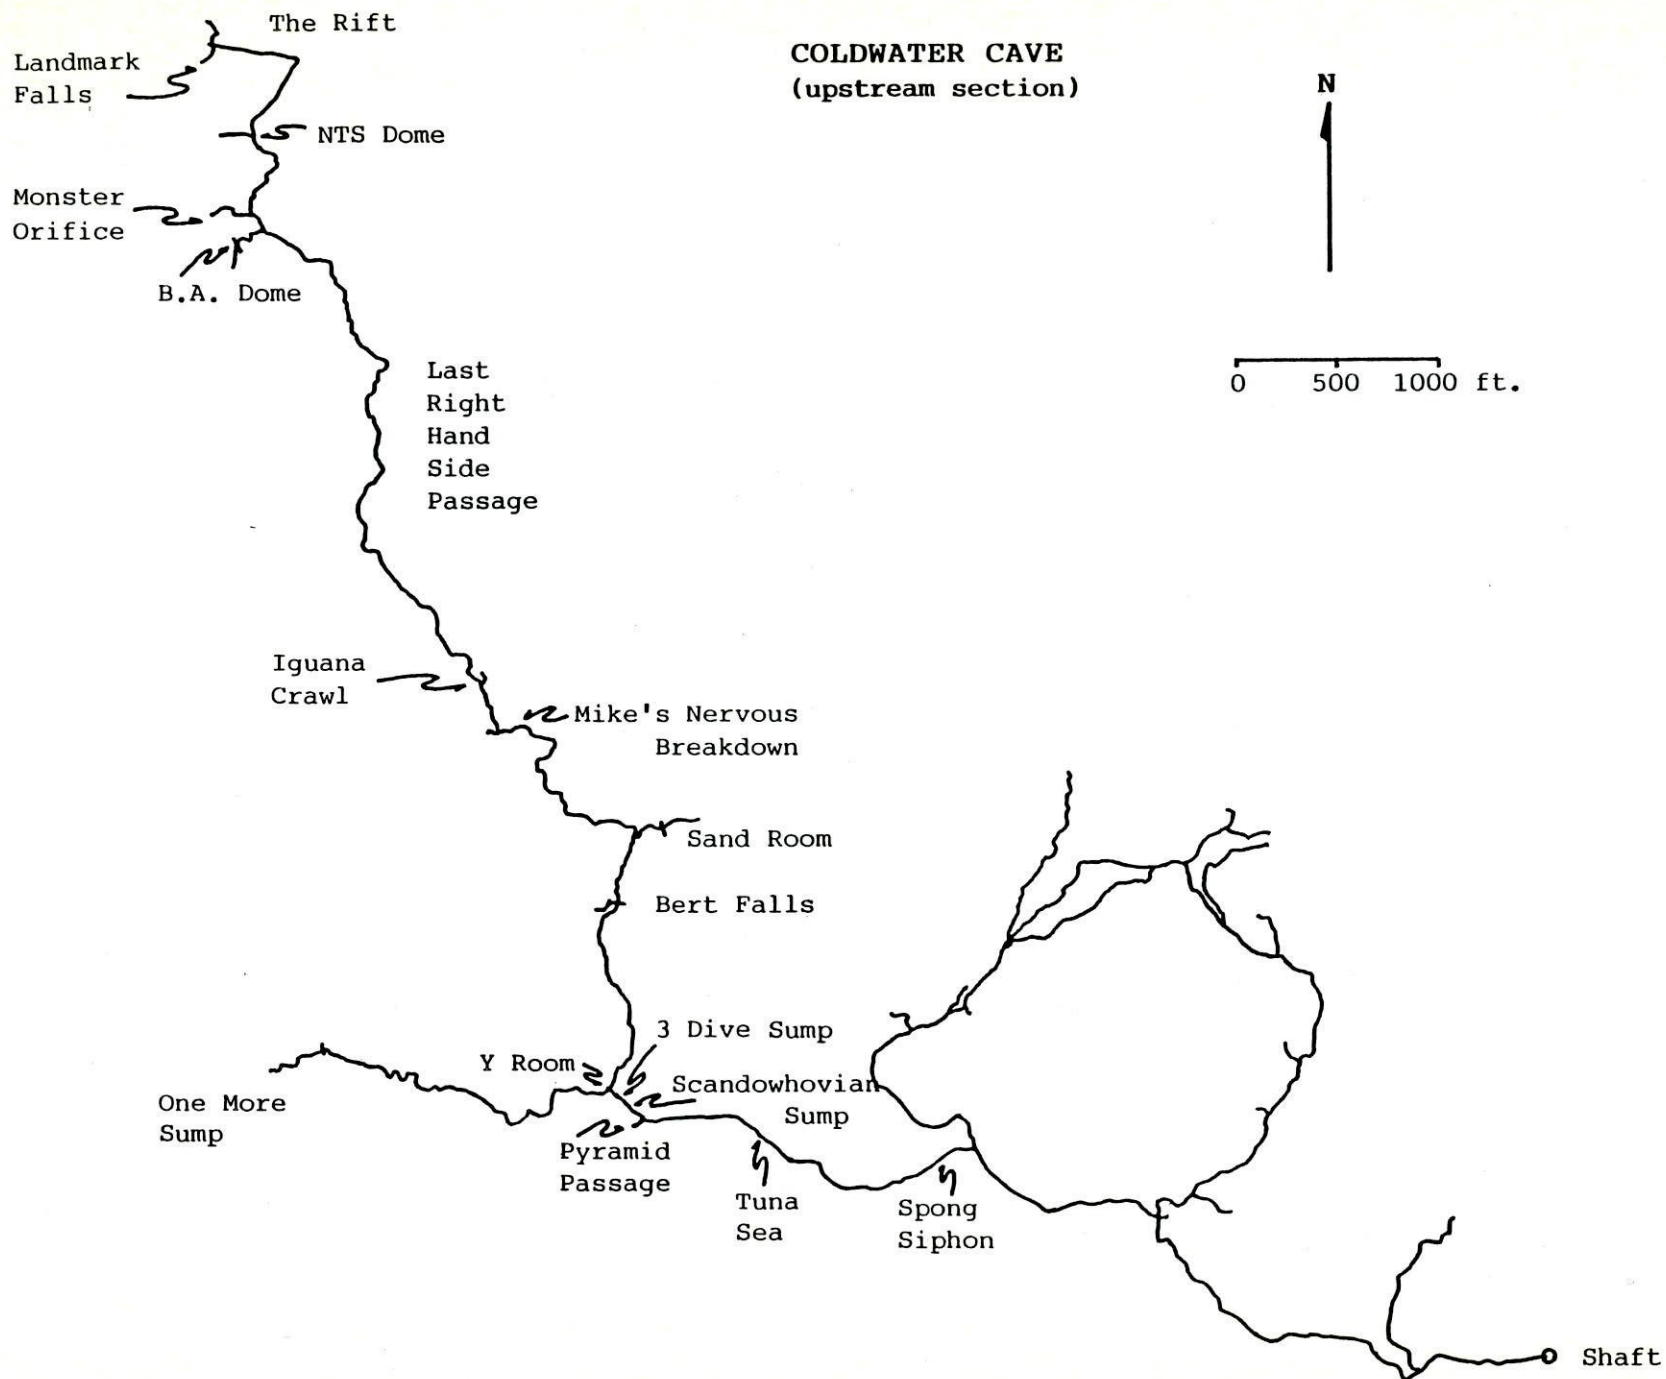 The Rift
COLDWATER CAVE
(upstream section)
Landmark
Falls
N
NTS Dome
Monster
Orifice
B.A. Dome
0 500 1000 ft.
Last
Right
Hand
Side
Passage
Iguana
Crawl
Mike's Nervous
Breakdown
Sand Room
Bert Falls
3 Dive Sump
Y Room
Scandowhovian
Sump
One More
Sump
Pyramid
Passage
Tuna
Sea
Spong
Siphon
Shaft